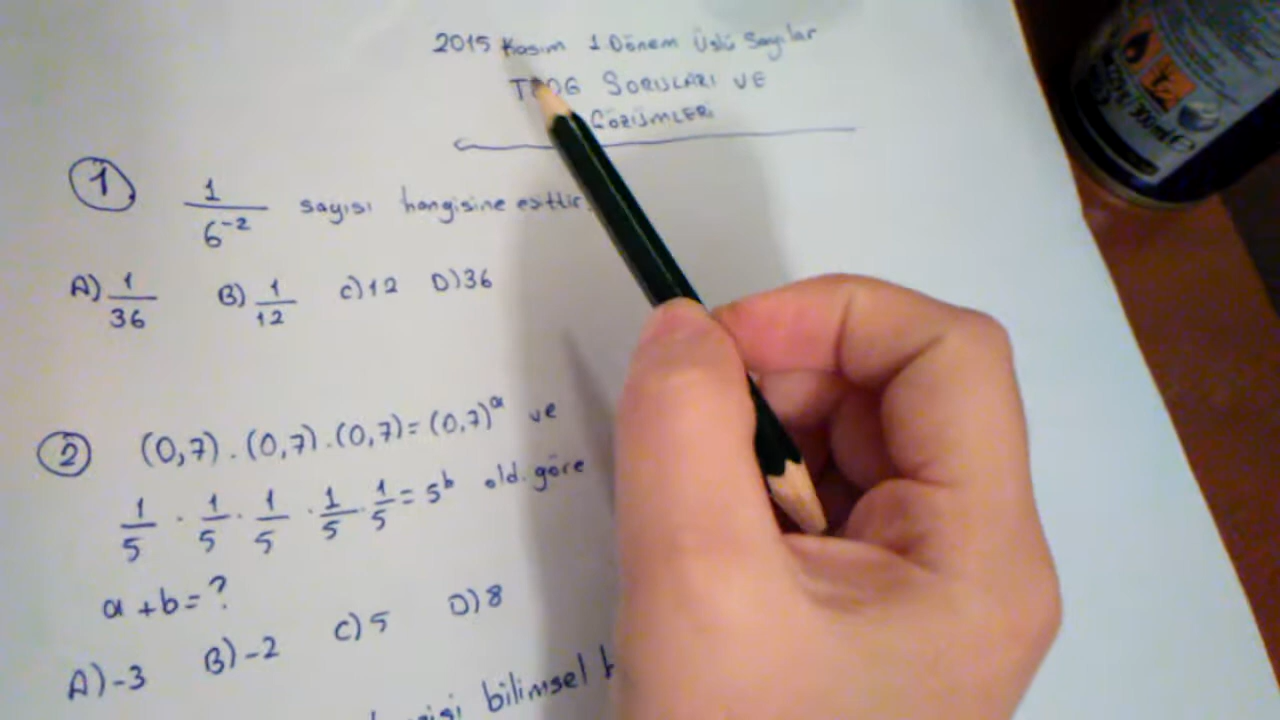 2015 Kasım 1.Dönem Üslü Sayılar
SORULARI VE
ÇÖZÜMLERİ
1 1/6⁻² sayısı hangisine eşittir
A) 1/36 B) 1/12 C) 12 D) 36
2 (0,7) . (0,7) . (0,7) = (0,7)ᵃ ve
1/5 . 1/5 . 1/5 . 1/5 . 1/5 = 5ᵇ old. göre
a + b = ?
A) -3 B) -2 C) 5 D) 8
bilimsel
300ml e